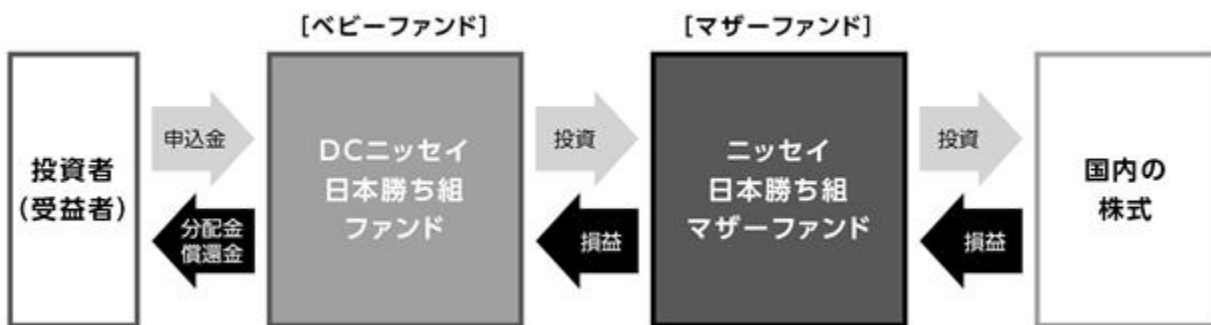 [ベビーファンド]
[マザーファンド]
投資者
(受益者)
申込金
分配金
償還金
DCニッセイ
日本勝ち組
ファンド
投資
損益
ニッセイ
日本勝ち組
マザーファンド
投資
損益
国内の
株式